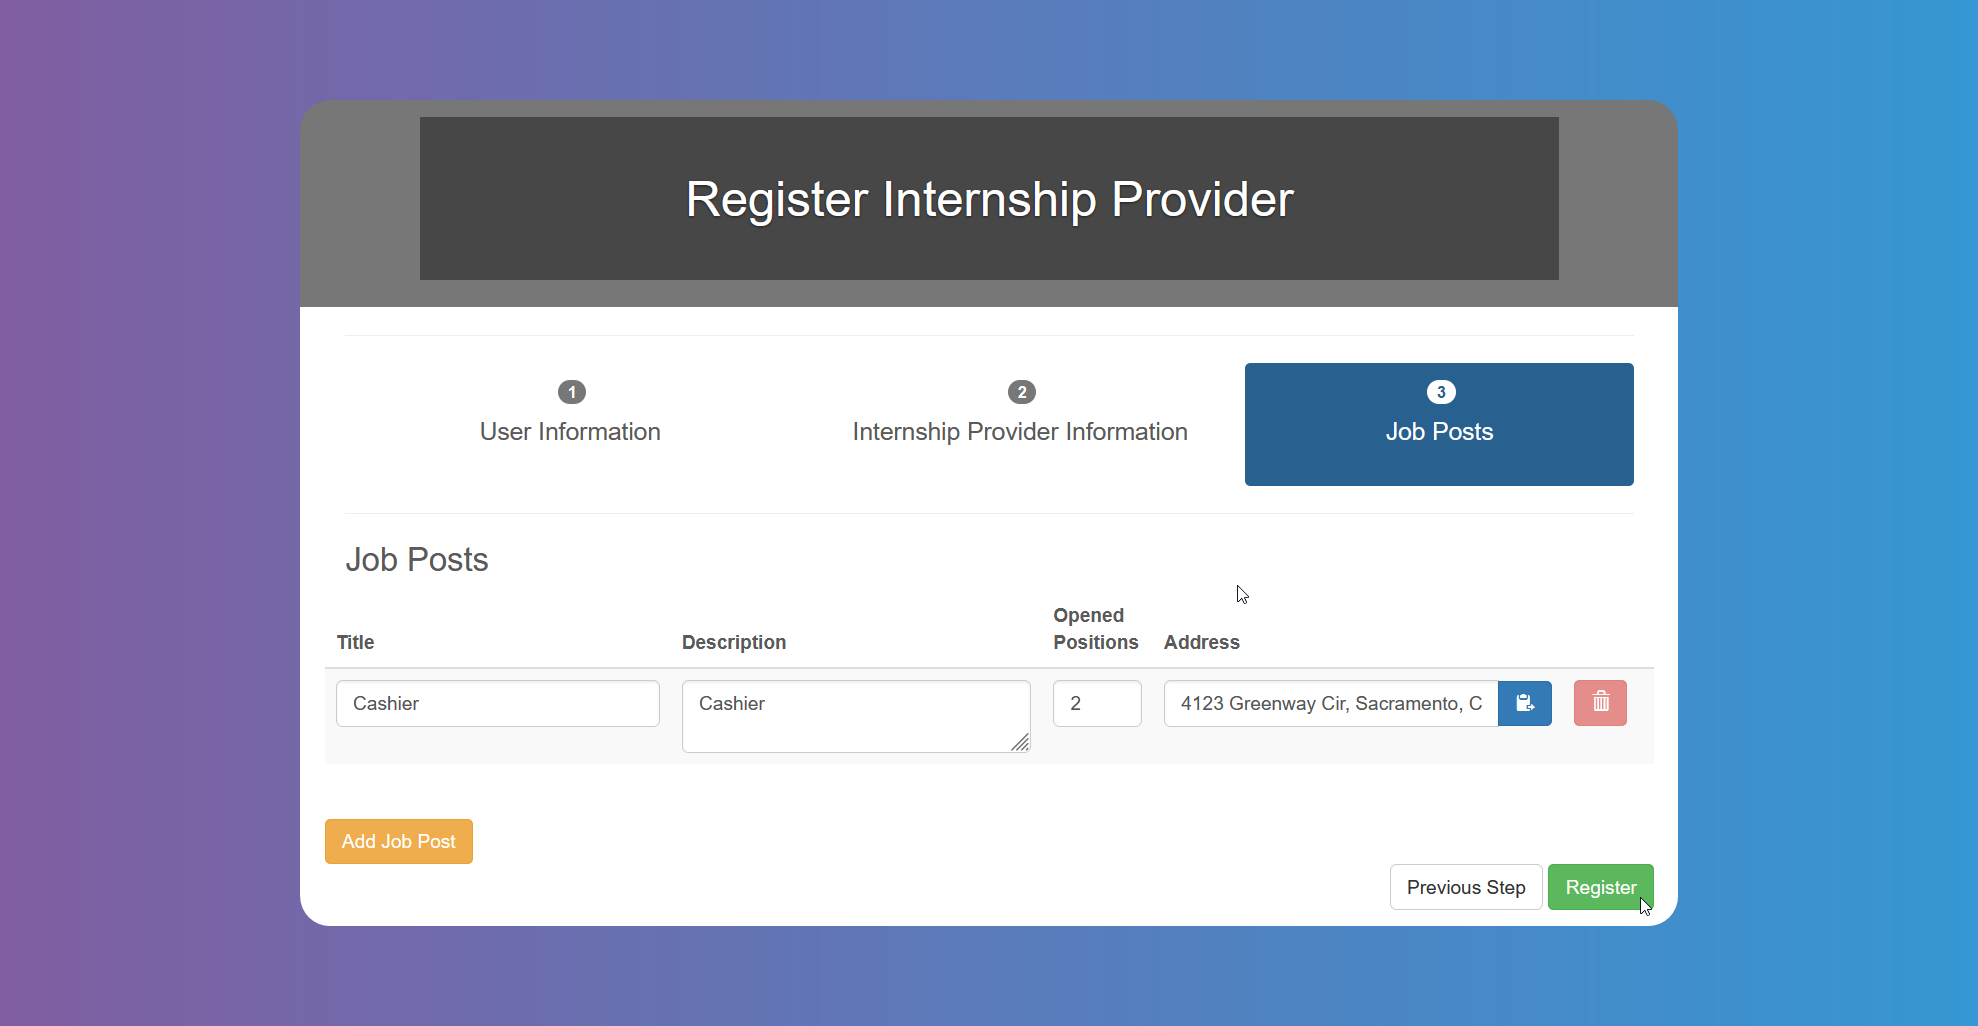 Register Internship Provider
1
User Information
2
Internship Provider Information
3
Job Posts
Job Posts
Title
Description
Opened
Positions
Address
Cashier
Cashier
2
4123 Greenway Cir, Sacramento, C
Add Job Post
Previous Step
Register